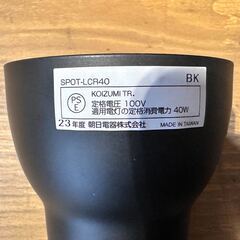 SPOT-LCR40 BK
PS
E
KOIZUMI TR.
定格電圧 100V
適用電灯の定格消費電力 40W
23年度 朝日電器株式会社 MADE IN TAIWAN